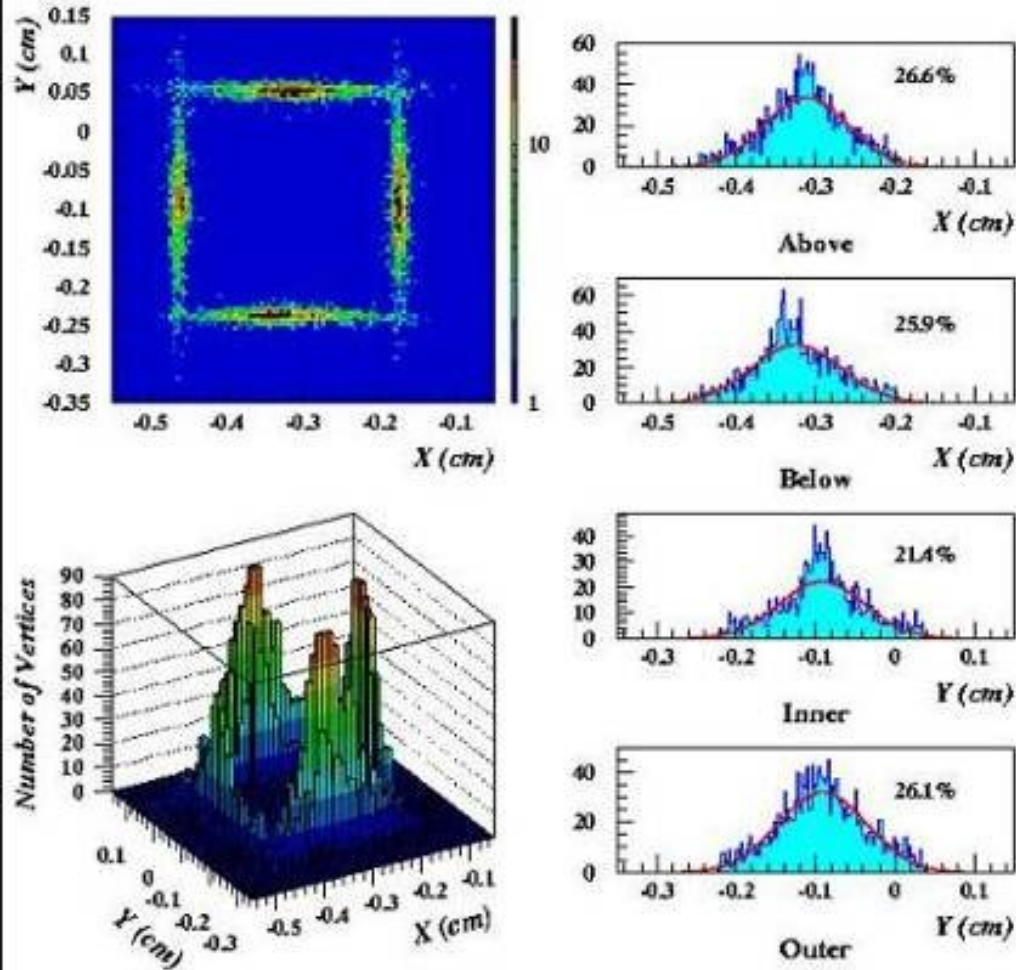 Y (cm)
0.15
0.1
0.05
0
-0.05
-0.1
-0.15
-0.2
-0.25
-0.3
-0.35
-0.5 -0.4 -0.3 -0.2 -0.1
X (cm)
10
1
60
40
20
0
26.6%
-0.5 -0.4 -0.3 -0.2 -0.1
X (cm)
Above
60
40
20
0
25.9%
-0.5 -0.4 -0.3 -0.2 -0.1
X (cm)
Below
Number of Vertices
90
80
70
60
50
40
30
20
10
0
0.1
0
-0.1
-0.2
-0.3
Y (cm)
-0.5 -0.4 -0.3 -0.2 -0.1
X (cm)
40
30
20
10
0
21.4%
-0.3 -0.2 -0.1 0 0.1
Y (cm)
Inner
40
20
0
26.1%
-0.3 -0.2 -0.1 0 0.1
Y (cm)
Outer